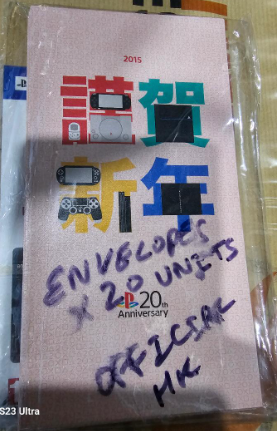 2015
謹賀
新年
ENVELOPES
X 20 UNITS
20th
Anniversary
OFFICIAL
HK
S23 Ultra